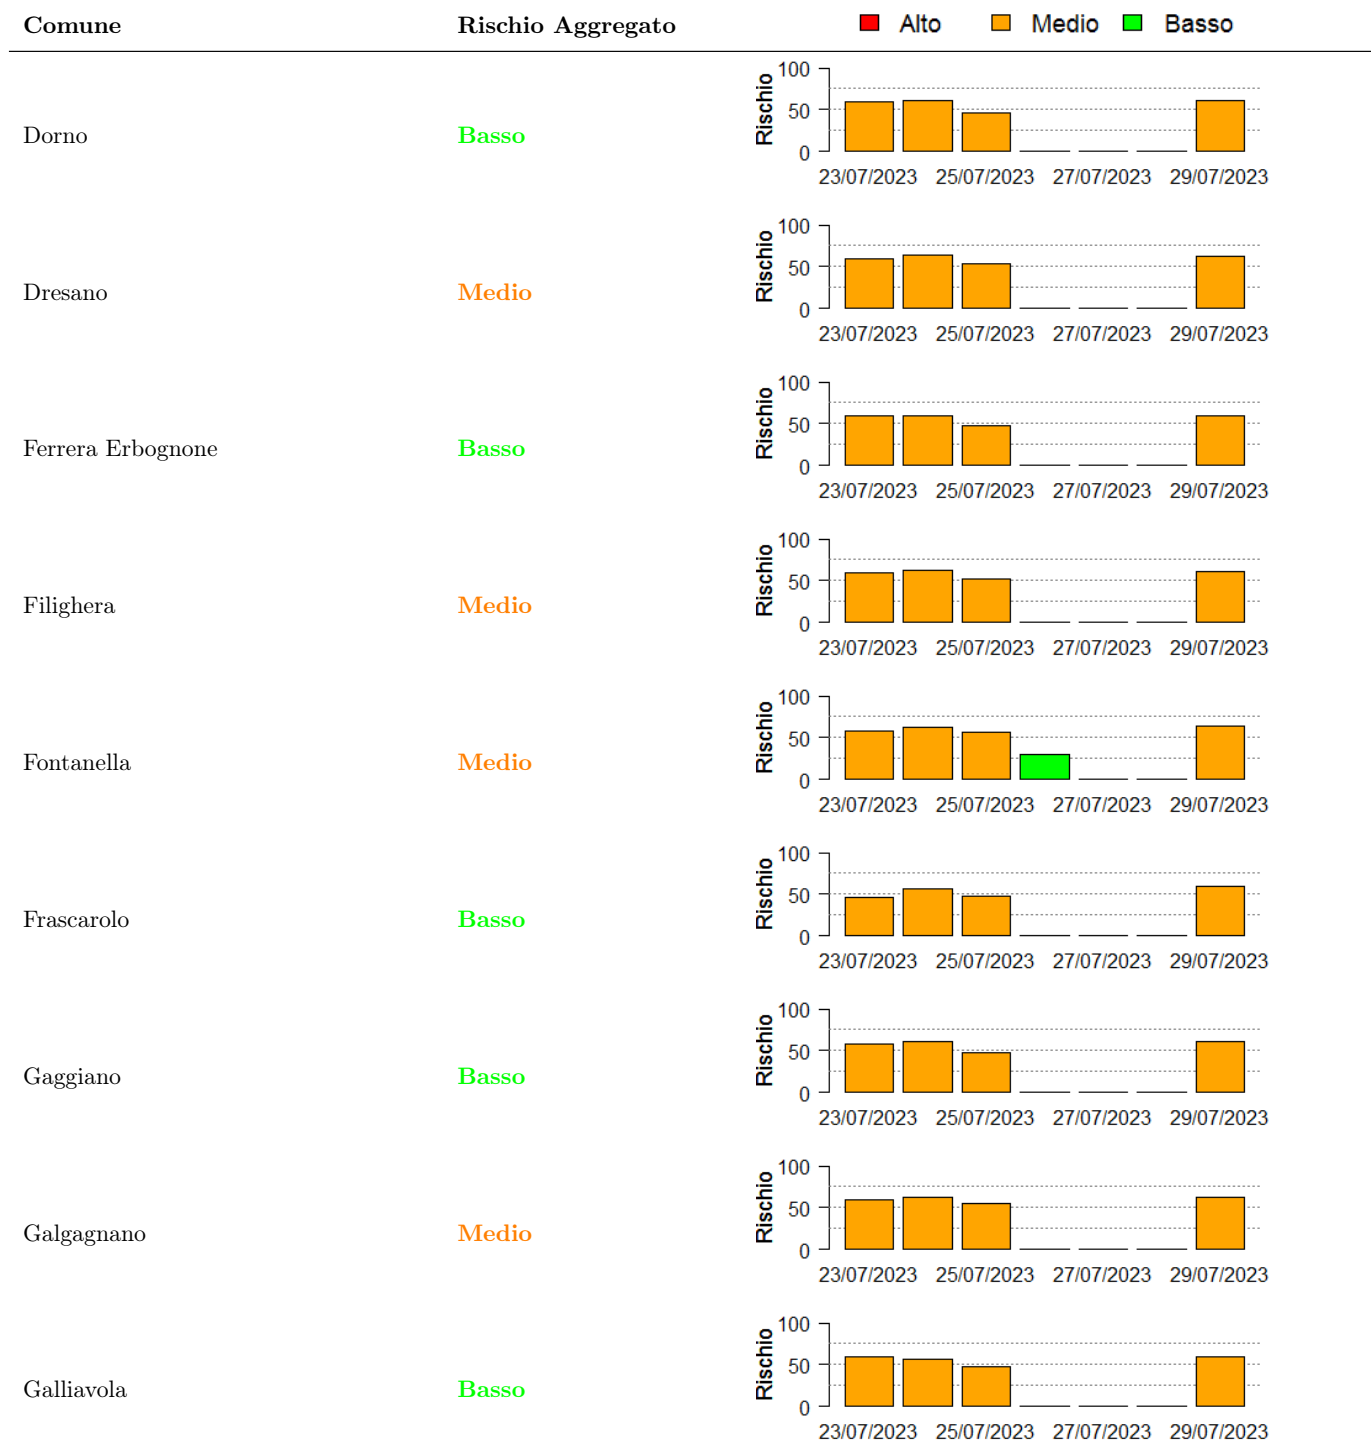 Comune Rischio Aggregato Alto Medio Basso
Dorno Basso
Rischio
100
50
0
23/07/2023 25/07/2023 27/07/2023 29/07/2023
Dresano Medio
Rischio
100
50
0
23/07/2023 25/07/2023 27/07/2023 29/07/2023
Ferrera Erbognone Basso
Rischio
100
50
0
23/07/2023 25/07/2023 27/07/2023 29/07/2023
Filighera Medio
Rischio
100
50
0
23/07/2023 25/07/2023 27/07/2023 29/07/2023
Fontanella Medio
Rischio
100
50
0
23/07/2023 25/07/2023 27/07/2023 29/07/2023
Frascarolo Basso
Rischio
100
50
0
23/07/2023 25/07/2023 27/07/2023 29/07/2023
Gaggiano Basso
Rischio
100
50
0
23/07/2023 25/07/2023 27/07/2023 29/07/2023
Galgagnano Medio
Rischio
100
50
0
23/07/2023 25/07/2023 27/07/2023 29/07/2023
Galliavola Basso
Rischio
100
50
0
23/07/2023 25/07/2023 27/07/2023 29/07/2023